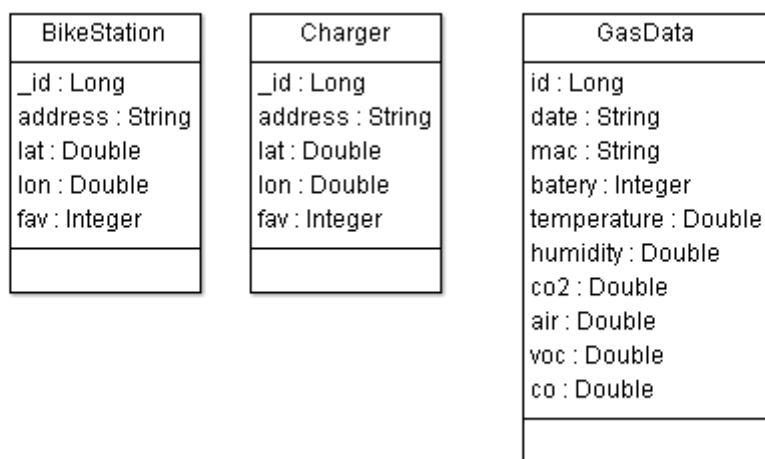 BikeStation
_id : Long
address : String
lat : Double
lon : Double
fav : Integer
Charger
_id : Long
address : String
lat : Double
lon : Double
fav : Integer
GasData
id : Long
date : String
mac : String
batery : Integer
temperature : Double
humidity : Double
co2 : Double
air : Double
voc : Double
co : Double